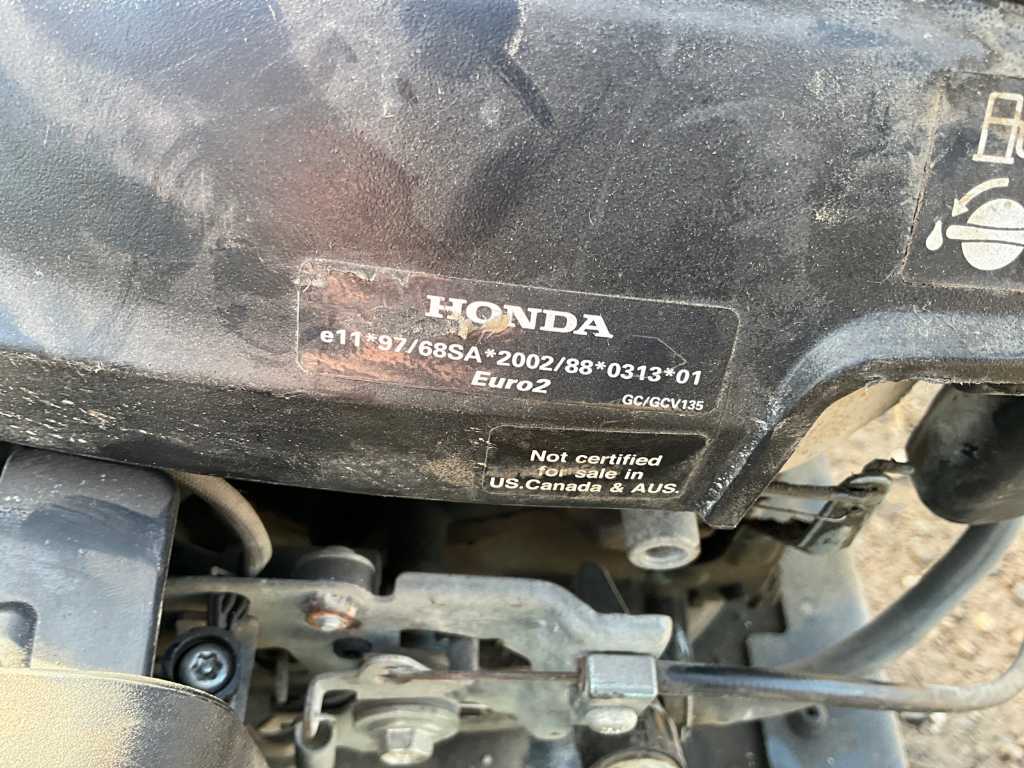 HONDA
e11*97/68SA*2002/88*0313*01
Euro2
GC/GCV135
Not certified
for sale in
US.Canada & AUS.